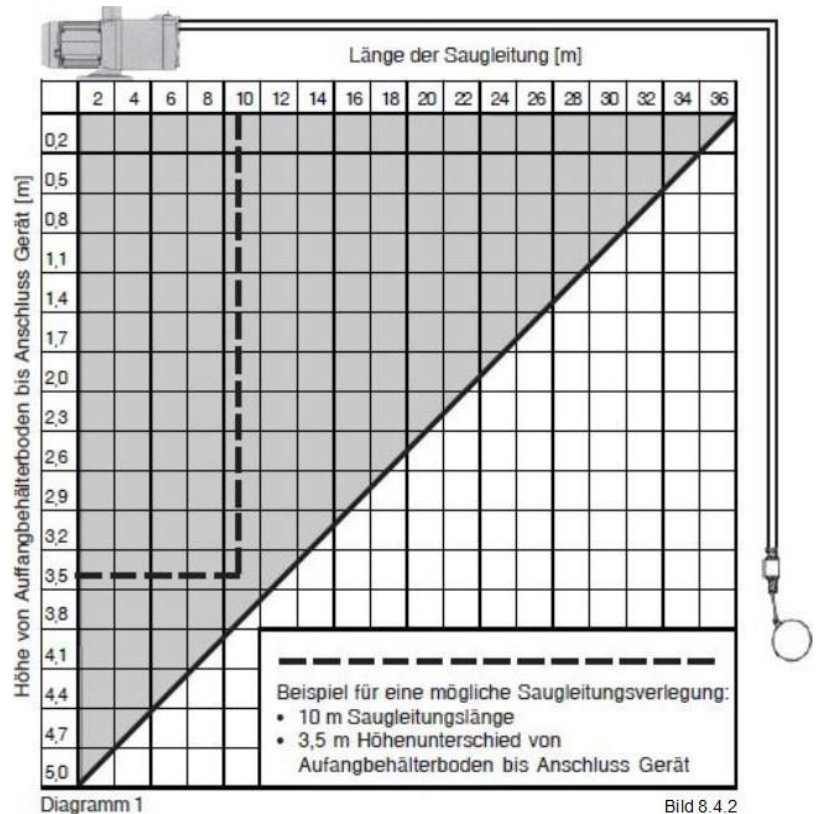 Länge der Saugleitung [m]
2 4 6 8 10 12 14 16 18 20 22 24 26 28 30 32 34 36
Höhe von Auffangbehälterboden bis Anschluss Gerät [m]
0,2
0,5
0,8
1,1
1,4
1,7
2,0
2,3
2,6
2,9
3,2
3,5
3,8
4,1
4,4
4,7
5,0
Beispiel für eine mögliche Saugleitungsverlegung:
• 10 m Saugleitungslänge
• 3,5 m Höhenunterschied von
Aufangbehälterboden bis Anschluss Gerät
Diagramm 1
Bild 8.4.2